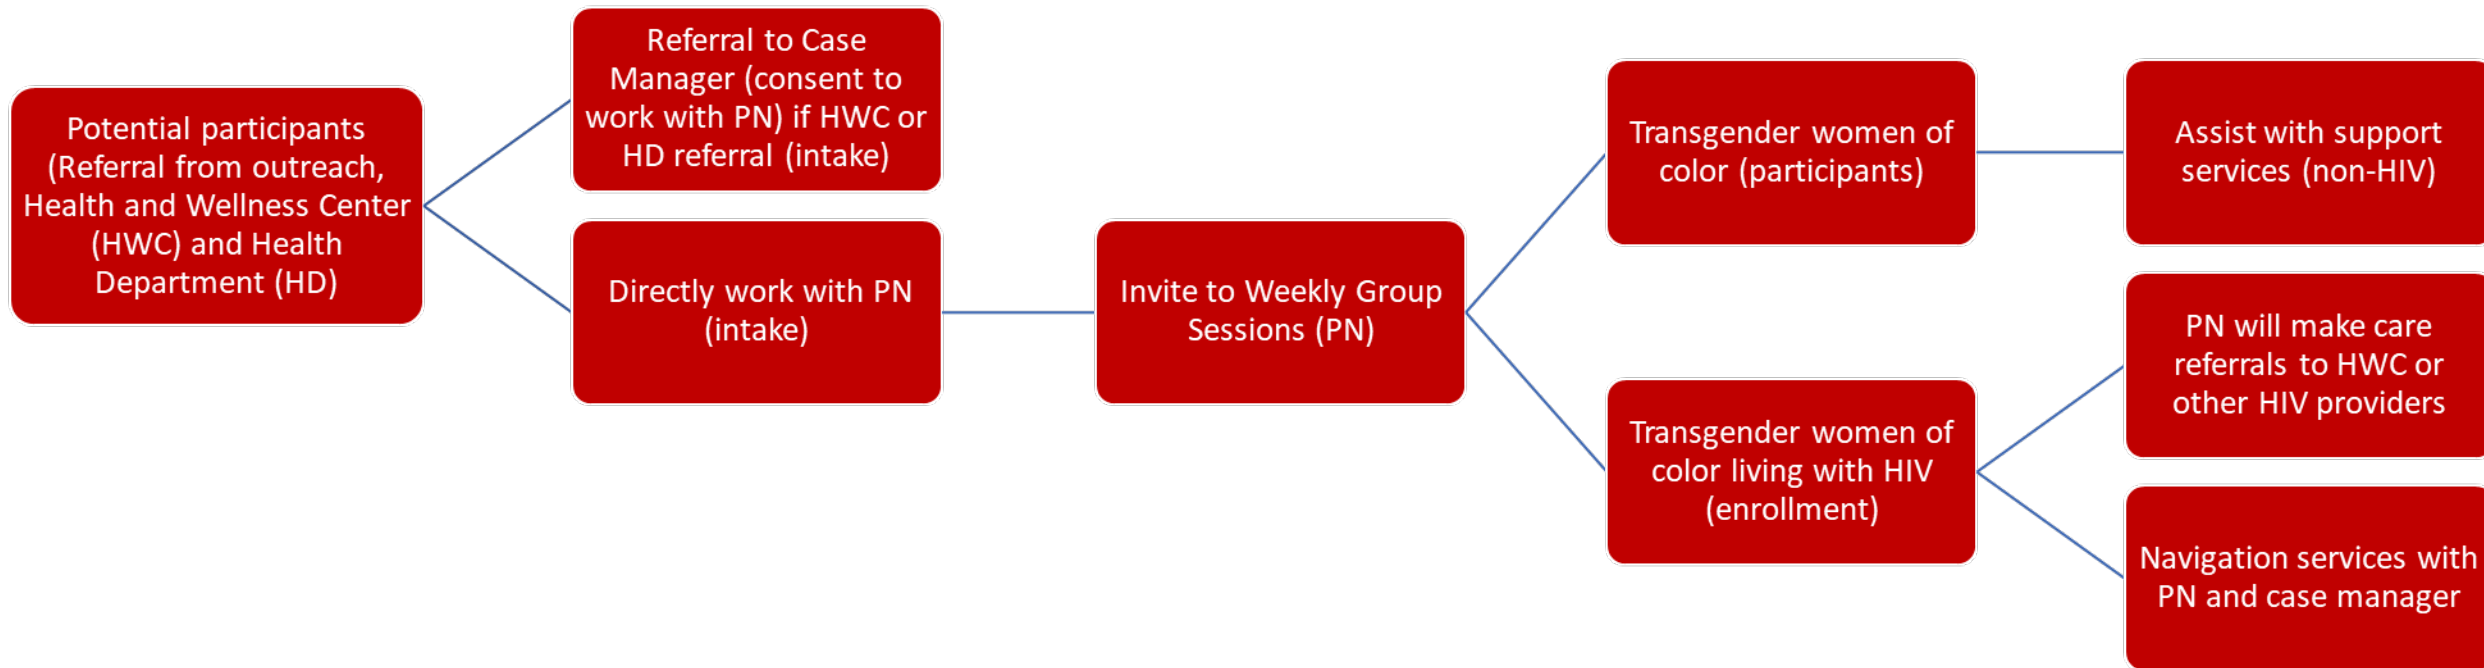 Potential participants
(Referral from outreach,
Health and Wellness Center
(HWC) and Health
Department (HD)
Referral to Case
Manager (consent to
work with PN) if HWC or
HD referral (intake)
Directly work with PN
(intake)
Invite to Weekly Group
Sessions (PN)
Transgender women of
color (participants)
Assist with support
services (non-HIV)
Transgender women of
color living with HIV
(enrollment)
PN will make care
referrals to HWC or
other HIV providers
Navigation services with
PN and case manager